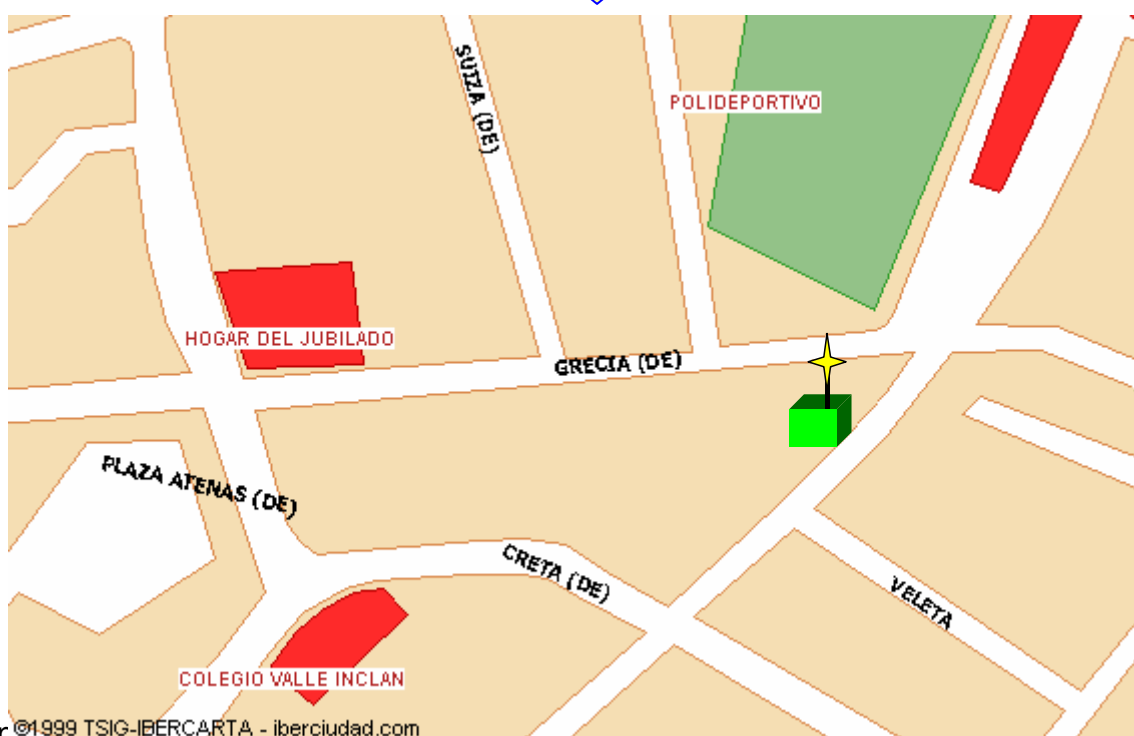 SUIZA (DE)
POLIDEPORTIVO
HOGAR DEL JUBILADO
GRECIA (DE)
PLAZA ATENAS (DE)
CRETA (DE)
VELETA
COLEGIO VALLE INCLAN
r ©1999 TSIG-IBERCARTA - iberciudad.com